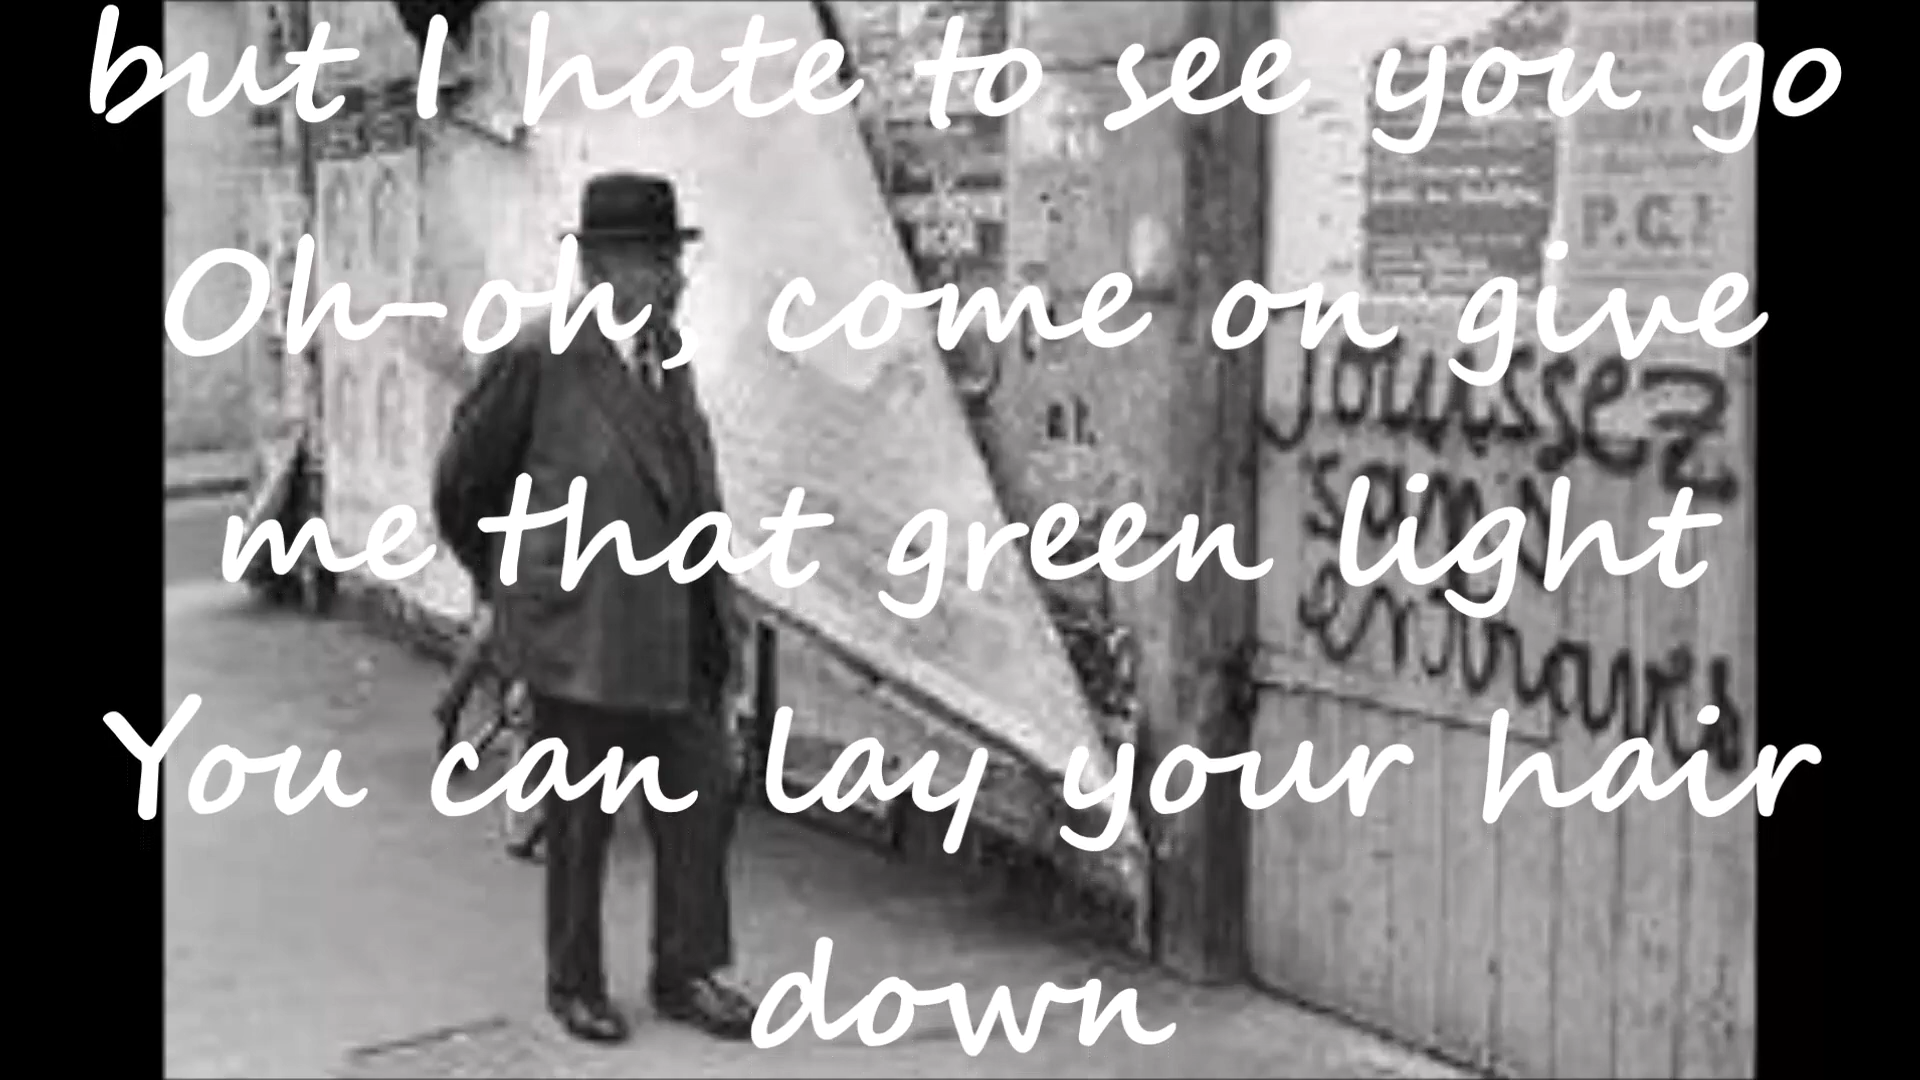 but I hate to see you go
Oh-oh, come on give
me that green light
You can lay your hair
down
P.C.
Jouissez
sans
entraves